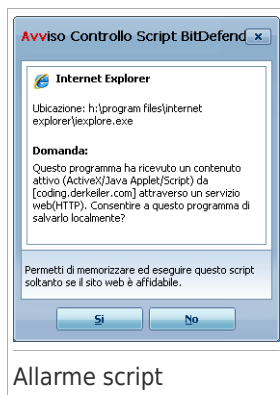 Avviso Controllo Script BitDefend
Internet Explorer
Ubicazione: h:\program files\internet
explorer\iexplore.exe
Domanda:
Questo programma ha ricevuto un contenuto
attivo (ActiveX/Java Applet/Script) da
[coding.derkeiler.com] attraverso un servizio
web(HTTP). Consentire a questo programma di
salvarlo localmente?
Permetti di memorizzare ed eseguire questo script
soltanto se il sito web è affidabile.
Si
No
Allarme script